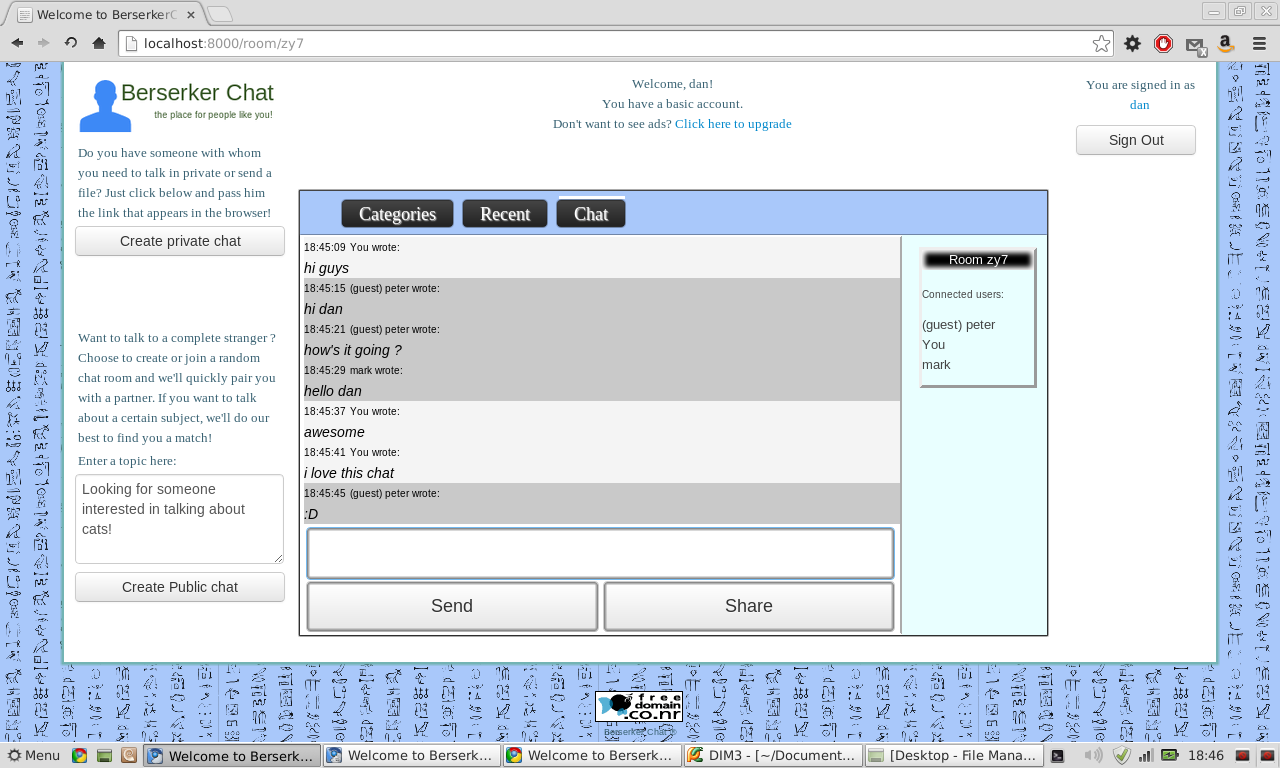 Welcome to BerserkerC
localhost:8000/room/zy7
Berserker Chat
the place for people like you!
Welcome, dan!
You have a basic account.
Don't want to see ads? Click here to upgrade
You are signed in as
dan
Sign Out
Do you have someone with whom
you need to talk in private or send a
file? Just click below and pass him
the link that appears in the browser!
Create private chat
Want to talk to a complete stranger ?
Choose to create or join a random
chat room and we'll quickly pair you
with a partner. If you want to talk
about a certain subject, we'll do our
best to find you a match!
Enter a topic here:
Looking for someone
interested in talking about
cats!
Create Public chat
Categories
Recent
Chat
18:45:09 You wrote:
hi guys
18:45:15 (guest) peter wrote:
hi dan
18:45:21 (guest) peter wrote:
how's it going ?
18:45:29 mark wrote:
hello dan
18:45:37 You wrote:
awesome
18:45:41 You wrote:
i love this chat
18:45:45 (guest) peter wrote:
:D
Send
Share
Room zy7
Connected users:
(guest) peter
You
mark
free
domain
.co.nr
Berserker Chat ©
Menu
Welcome to Berserk...
Welcome to Berserk...
Welcome to Berserk...
DIM3 - [~/Document...
[Desktop - File Mana...
18:46